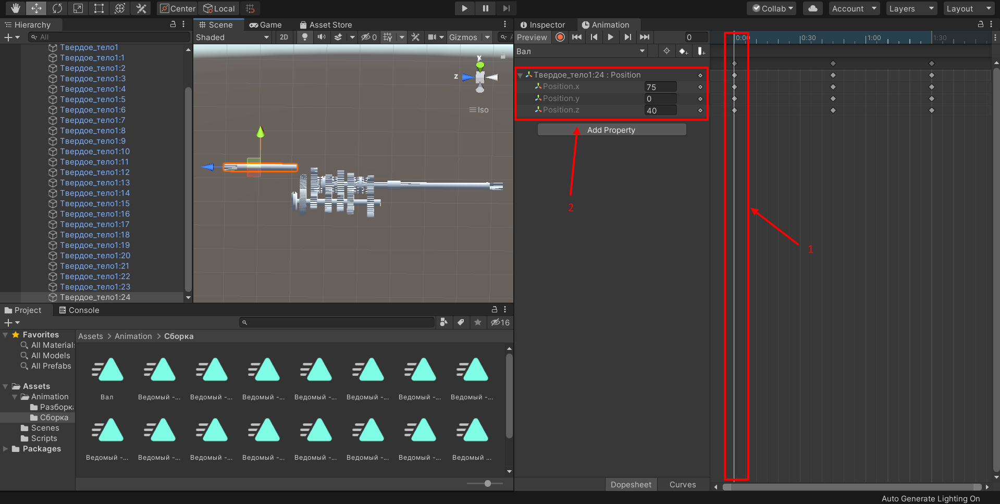 Center
Local
Collab
Account
Layers
Layout
Hierarchy
All
Твердое_тело1
Твердое_тело1:1
Твердое_тело1:2
Твердое_тело1:3
Твердое_тело1:4
Твердое_тело1:5
Твердое_тело1:6
Твердое_тело1:7
Твердое_тело1:8
Твердое_тело1:9
Твердое_тело1:10
Твердое_тело1:11
Твердое_тело1:12
Твердое_тело1:13
Твердое_тело1:14
Твердое_тело1:15
Твердое_тело1:16
Твердое_тело1:17
Твердое_тело1:18
Твердое_тело1:19
Твердое_тело1:20
Твердое_тело1:21
Твердое_тело1:22
Твердое_тело1:23
Твердое_тело1:24
Scene
Game
Asset Store
Shaded
2D
0
Gizmos
y
z
Iso
Inspector
Animation
Preview
0
0:00
0:30
1:00
1:30
Вал
Твердое_тело1:24 : Position
Position.x
75
Position.y
0
Position.z
40
Add Property
2
1
Dopesheet
Curves
Project
Console
16
Favorites
All Materials
All Models
All Prefabs
Assets
Animation
Разборка
Сборка
Scenes
Scripts
Packages
Assets > Animation > Сборка
Вал
Ведомый -...
Ведомый -...
Ведомый -...
Ведомый -...
Ведомый -...
Ведомый -...
Ведомый -...
Ведомый -...
Ведомый -...
Ведомый -...
Ведомый -...
Ведомый -...
Ведомый -...
Ведомый -...
Ведомый ...
Auto Generate Lighting On